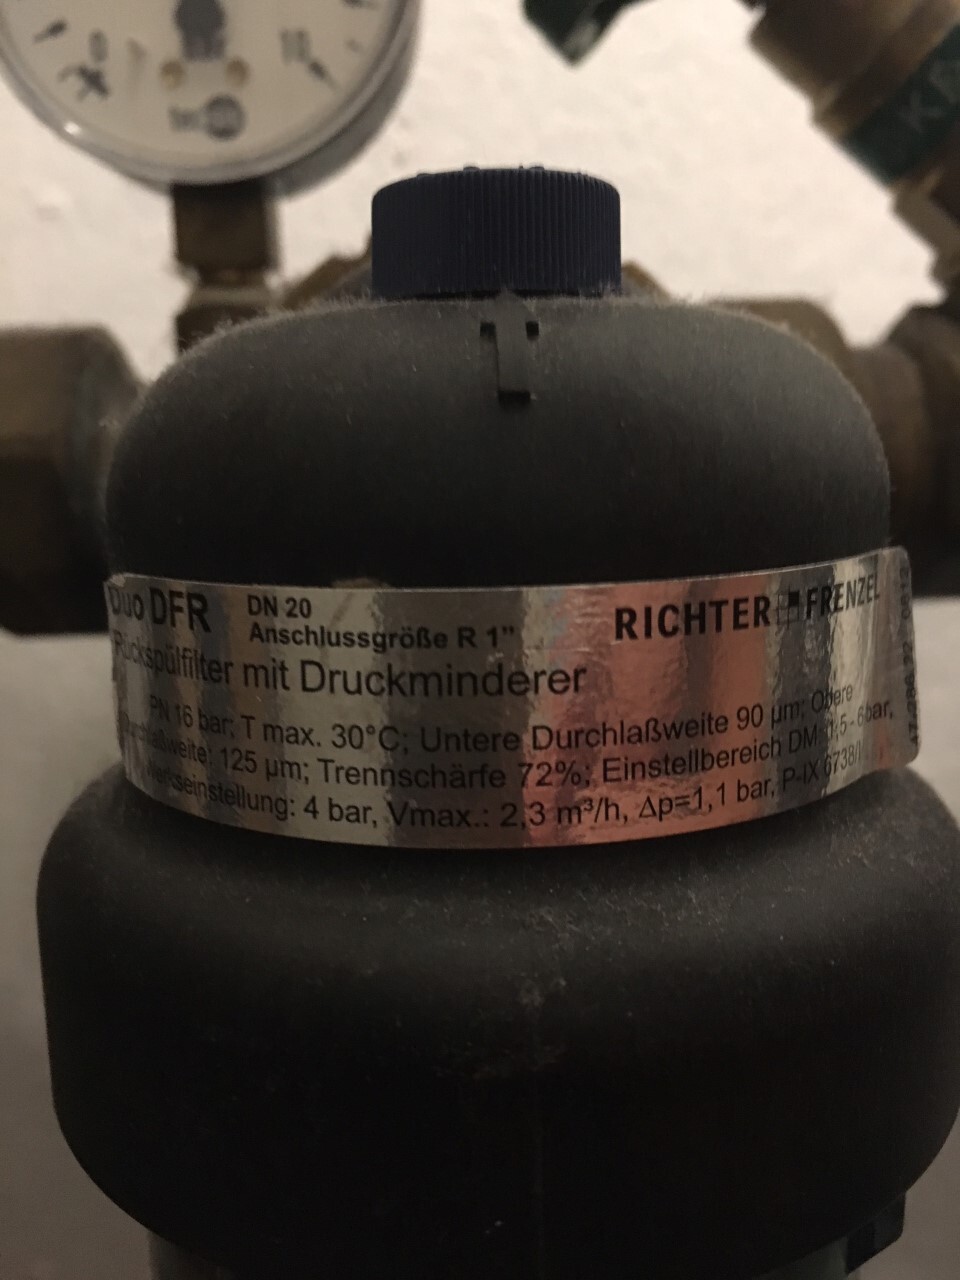 0 10
Duo DFR
DN 20
Anschlussgröße R 1"
RICHTER FRENZEL
Rückspülfilter mit Druckminderer
PN 16 bar; T max. 30°C; Untere Durchlaßweite 90 µm; Obere
Durchlaßweite: 125 µm; Trennschärfe 72%; Einstellbereich DM: 1,5-6 bar,
Werkseinstellung: 4 bar, Vmax.: 2,3 m³/h, Δp=1,1 bar, P-IX 6738/I